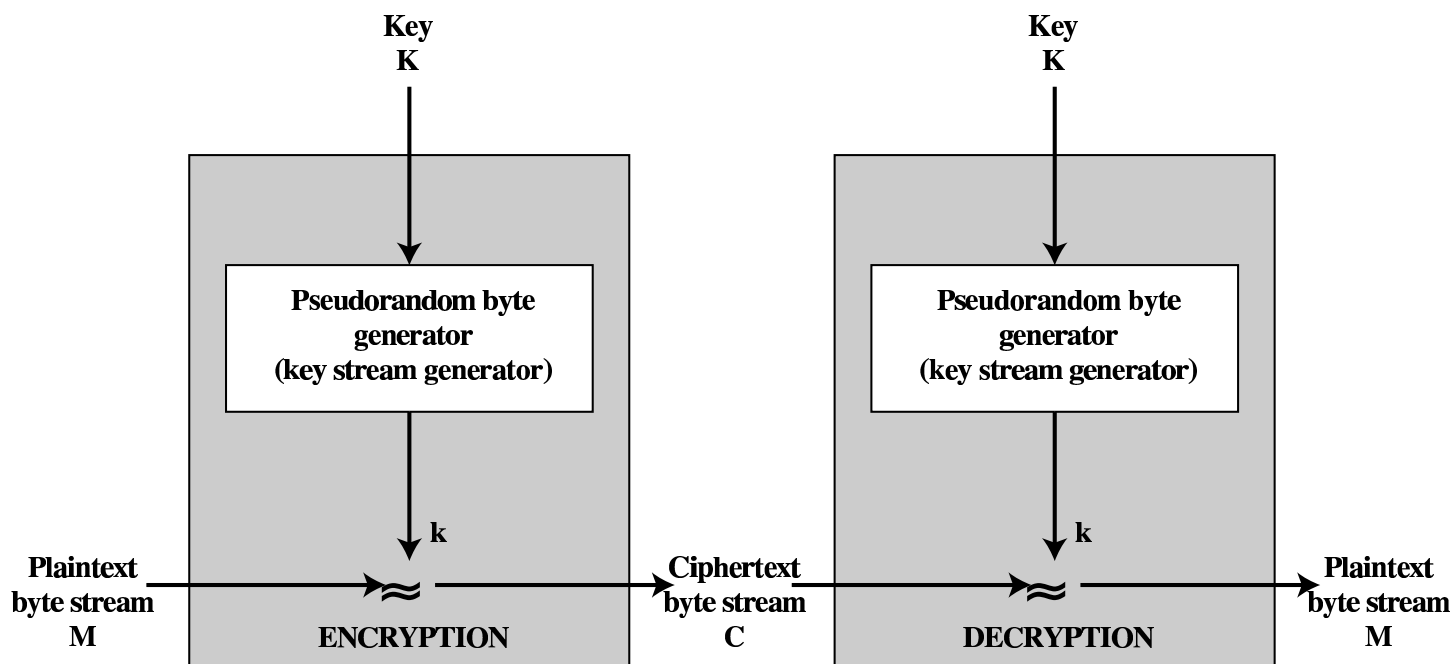 Key
K
Key
K
Pseudorandom byte
generator
(key stream generator)
Pseudorandom byte
generator
(key stream generator)
k
k
Plaintext
byte stream
M
≈
ENCRYPTION
Ciphertext
byte stream
C
≈
DECRYPTION
Plaintext
byte stream
M